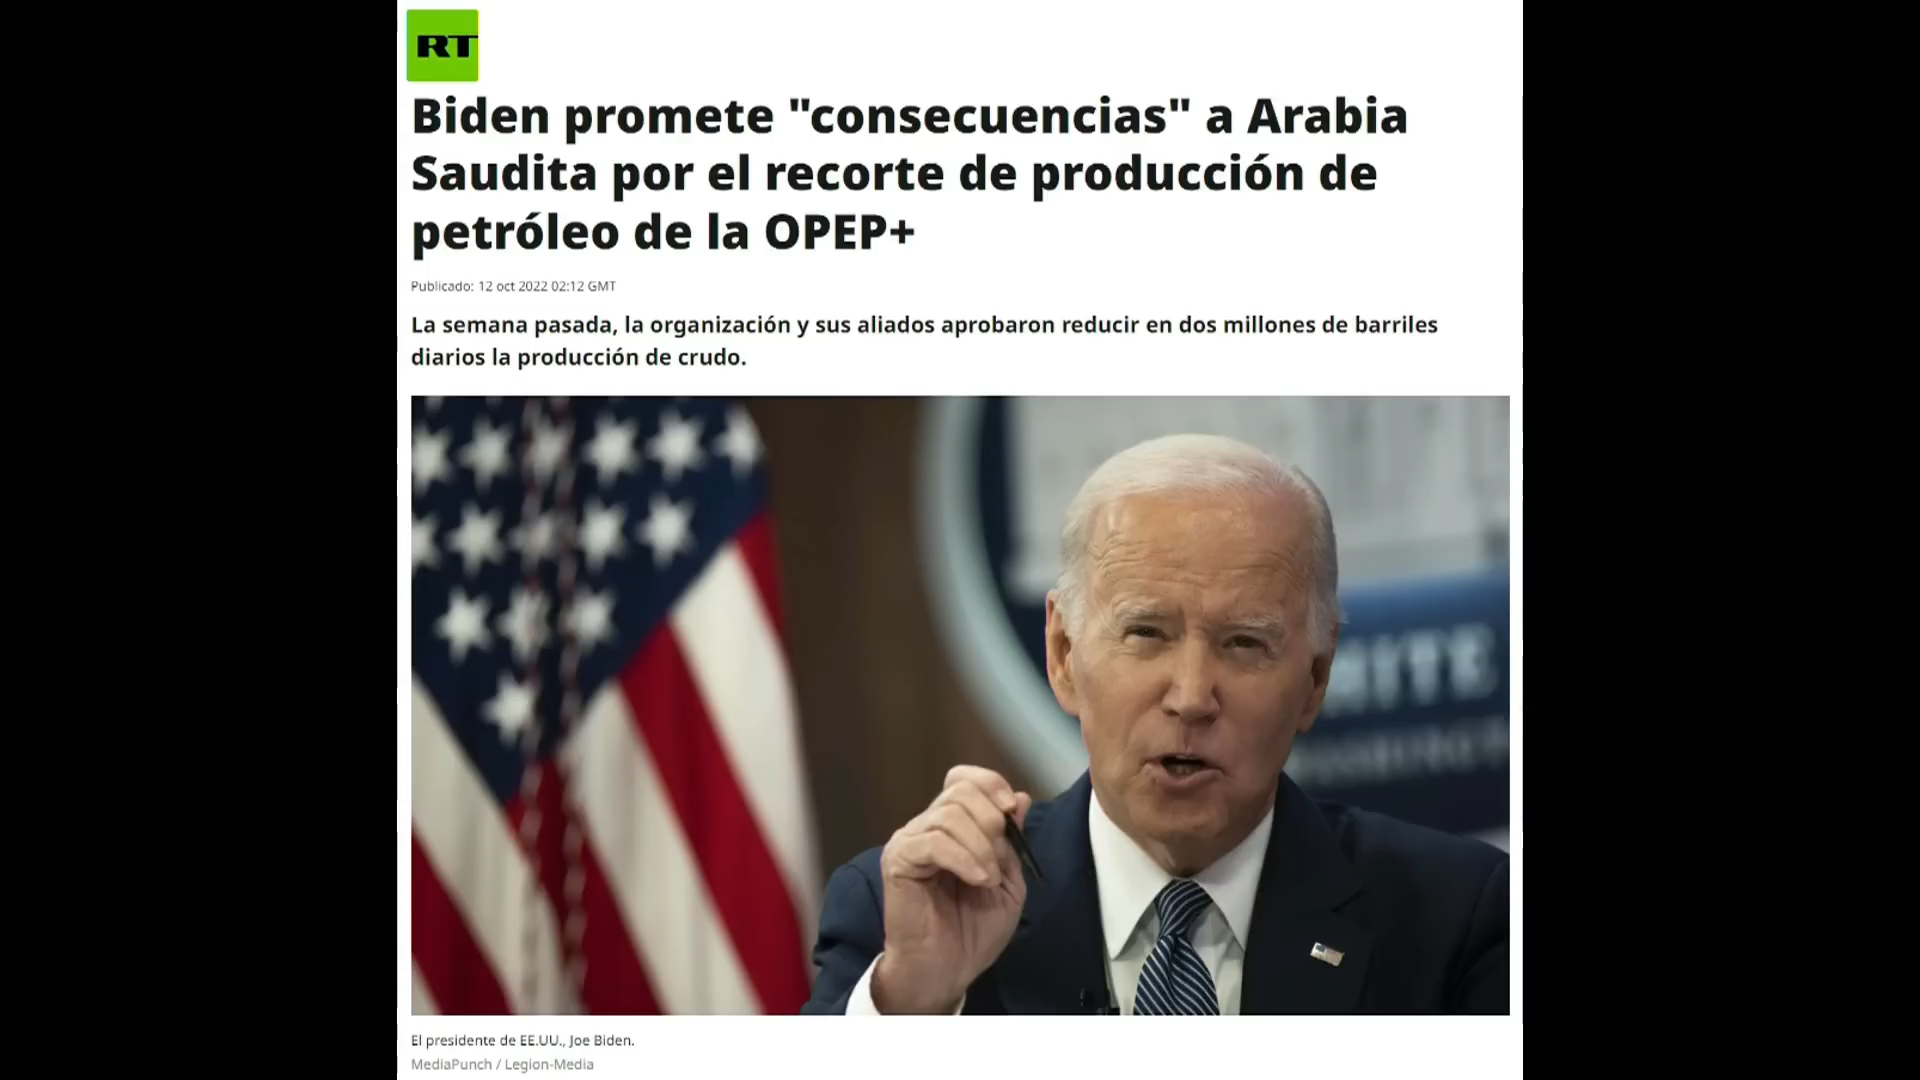 RT
Biden promete "consecuencias" a Arabia
Saudita por el recorte de producción de
petróleo de la OPEP+
Publicado: 12 oct 2022 02:12 GMT
La semana pasada, la organización y sus aliados aprobaron reducir en dos millones de barriles
diarios la producción de crudo.
El presidente de EE.UU., Joe Biden.
MediaPunch / Legion-Media